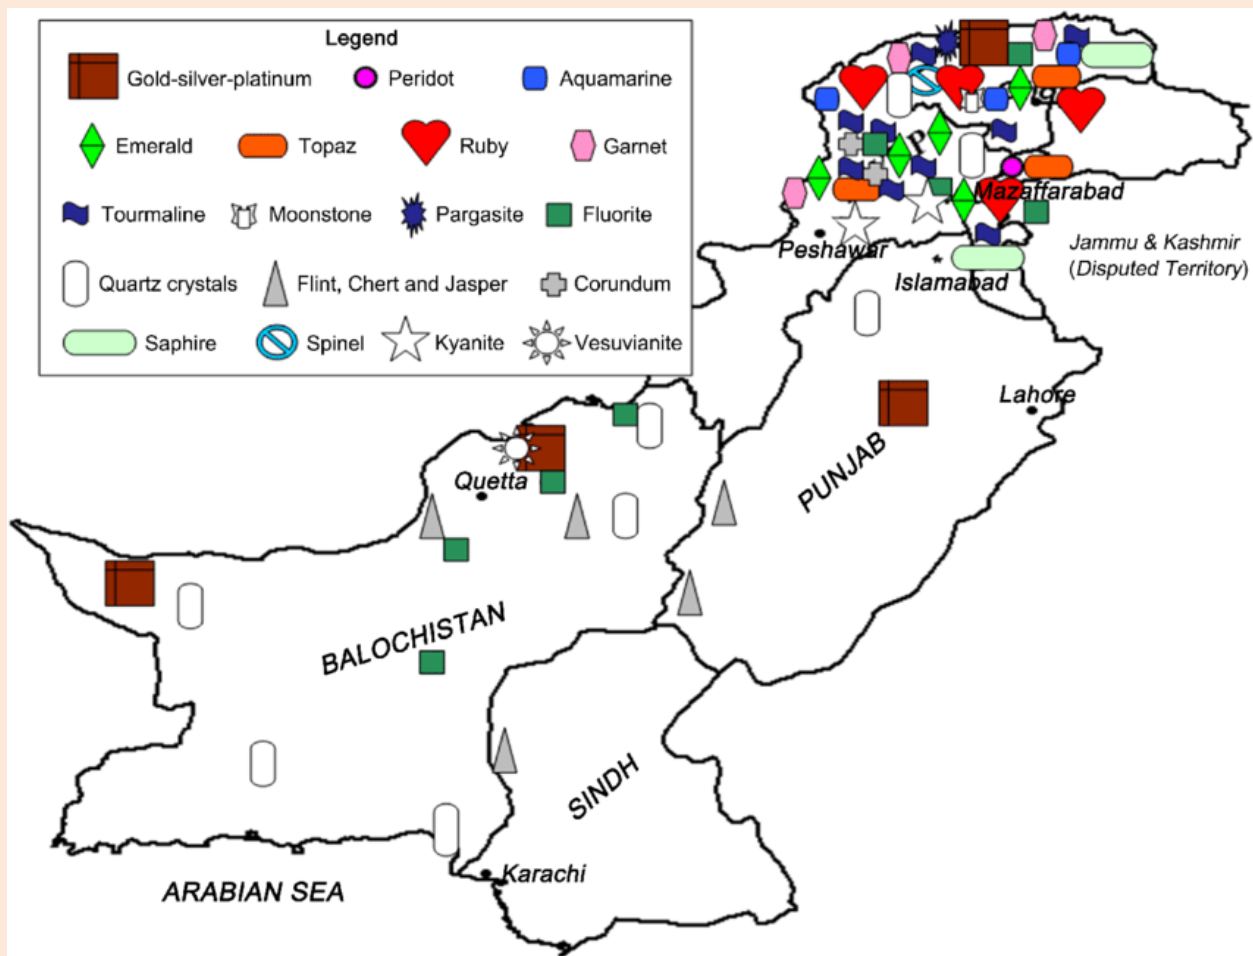 Legend
Gold-silver-platinum
Peridot
Aquamarine
Emerald
Topaz
Ruby
Garnet
Tourmaline
Moonstone
Pargasite
Fluorite
Quartz crystals
Flint, Chert and Jasper
Corundum
Saphire
Spinel
Kyanite
Vesuvianite
P
Mazaffarabad
Peshawar
Islamabad
Jammu & Kashmir
(Disputed Territory)
Lahore
PUNJAB
Quetta
BALOCHISTAN
SINDH
Karachi
ARABIAN SEA